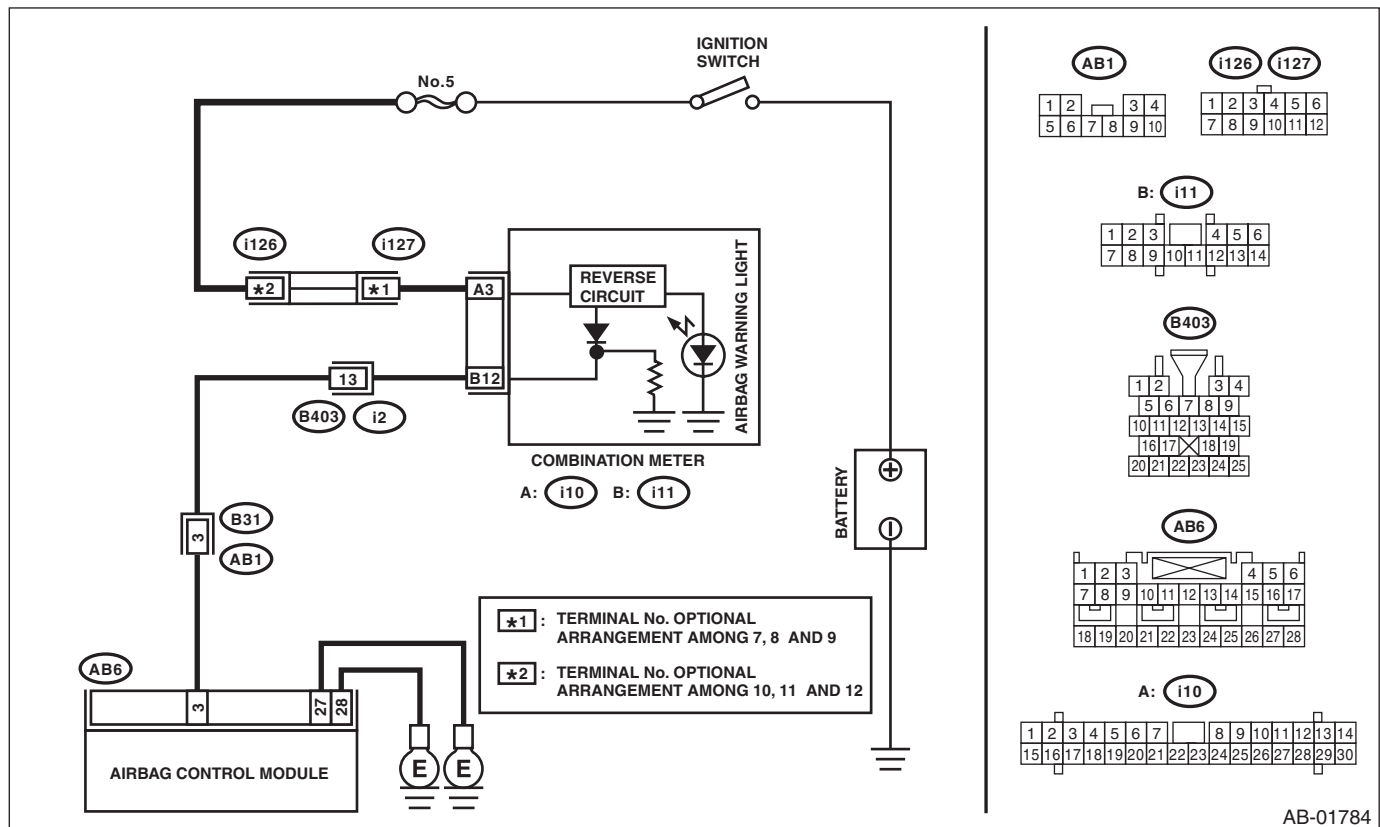 IGNITION
SWITCH
No.5
i126
i127
*2
*1
A3
REVERSE
CIRCUIT
AIRBAG WARNING LIGHT
13
B12
B403
i2
COMBINATION METER
A: i10 B: i11
BATTERY
3
B31
AB1
*1 : TERMINAL No. OPTIONAL
ARRANGEMENT AMONG 7, 8 AND 9
*2 : TERMINAL No. OPTIONAL
ARRANGEMENT AMONG 10, 11 AND 12
AB6
3
27
28
AIRBAG CONTROL MODULE
E
E
AB1
1 2 3 4
5 6 7 8 9 10
i126 i127
1 2 3 4 5 6
7 8 9 10 11 12
B: i11
1 2 3 4 5 6
7 8 9 10 11 12 13 14
B403
1 2 3 4
5 6 7 8 9
10 11 12 13 14 15
16 17 18 19
20 21 22 23 24 25
AB6
1 2 3 4 5 6
7 8 9 10 11 12 13 14 15 16 17
18 19 20 21 22 23 24 25 26 27 28
A: i10
1 2 3 4 5 6 7 8 9 10 11 12 13 14
15 16 17 18 19 20 21 22 23 24 25 26 27 28 29 30
AB-01784